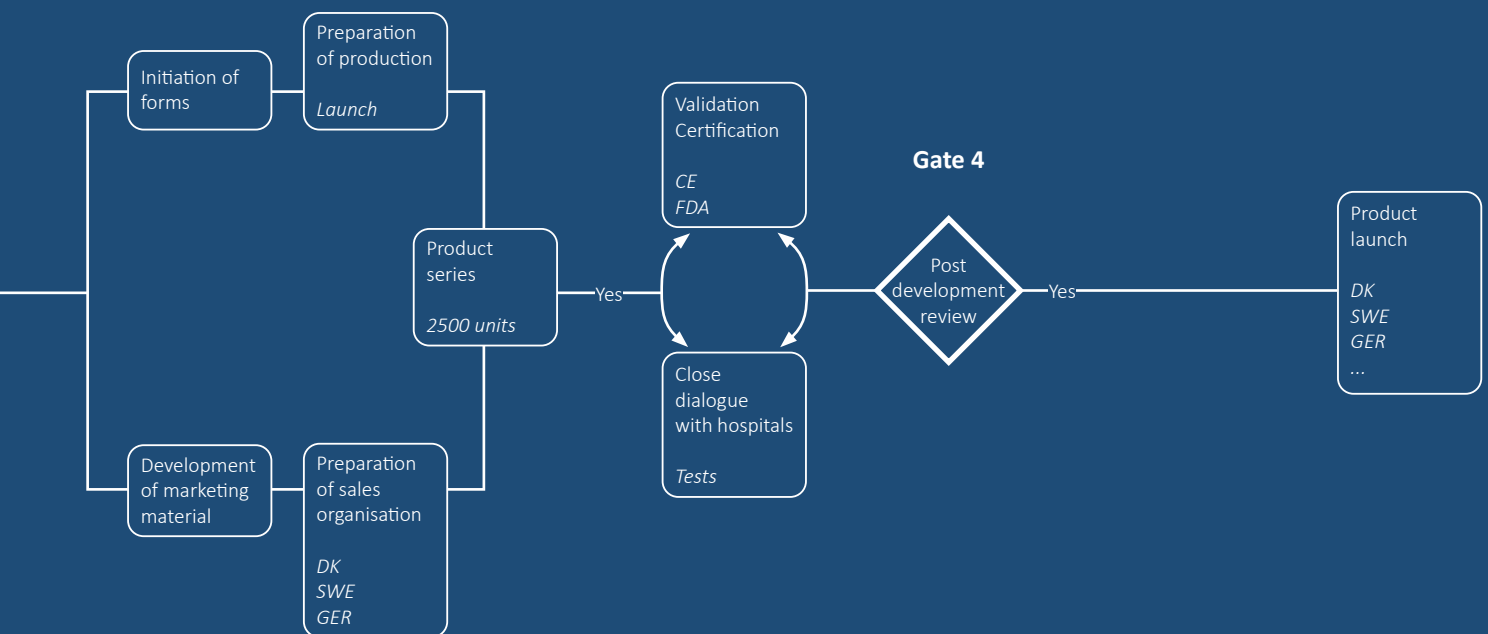 Initiation of
forms
Preparation
of production
Launch
Development
of marketing
material
Preparation
of sales
organisation
DK
SWE
GER
Product
series
2500 units
Yes
Validation
Certification
CE
FDA
Close
dialogue
with hospitals
Tests
Gate 4
Post
development
review
Yes
Product
launch
DK
SWE
GER
...